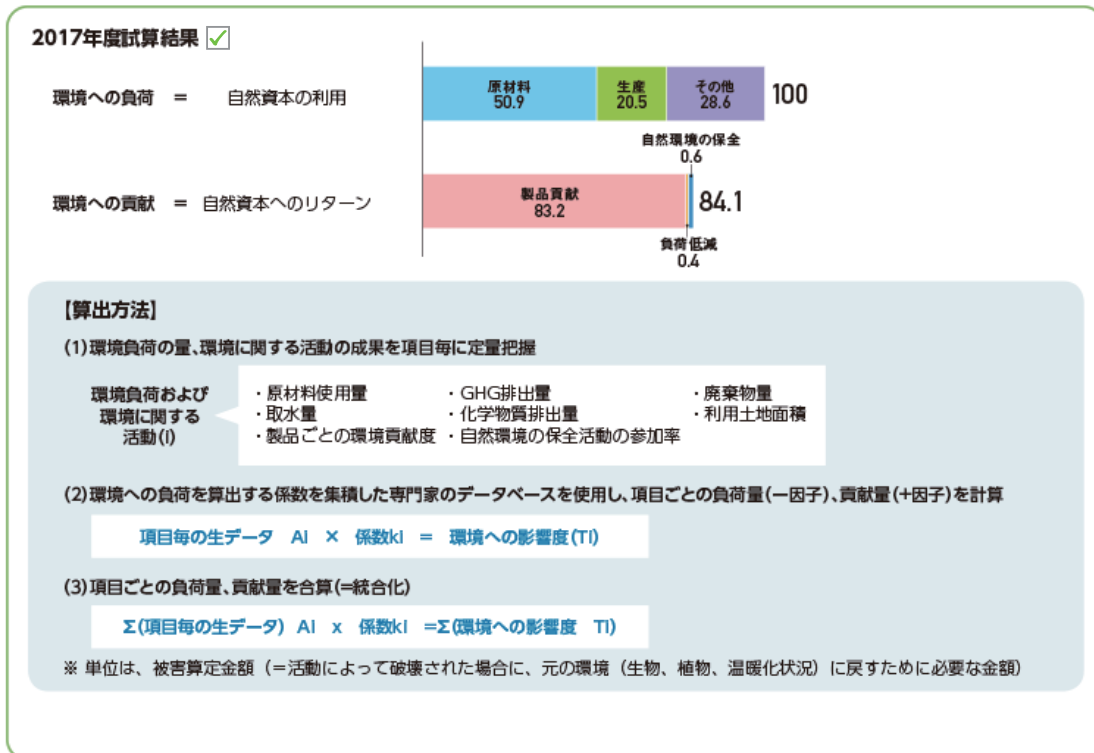 2017年度試算結果
環境への負荷 = 自然資本の利用
原材料
50.9
生産
20.5
その他
28.6
100
自然環境の保全
0.6
環境への貢献 = 自然資本へのリターン
製品貢献
83.2
84.1
負荷低減
0.4
【算出方法】
(1)環境負荷の量、環境に関する活動の成果を項目毎に定量把握
環境負荷および
環境に関する
活動(i)
・原材料使用量 ・GHG排出量 ・廃棄物量
・取水量 ・化学物質排出量 ・利用土地面積
・製品ごとの環境貢献度 ・自然環境の保全活動の参加率
(2)環境への負荷を算出する係数を集積した専門家のデータベースを使用し、項目ごとの負荷量(ー因子)、貢献量(+因子)を計算
項目毎の生データ Ai × 係数ki = 環境への影響度(Ti)
(3)項目ごとの負荷量、貢献量を合算(=統合化)
Σ(項目毎の生データ) Ai x 係数ki =Σ(環境への影響度 Ti)
※ 単位は、被害算定金額(=活動によって破壊された場合に、元の環境(生物、植物、温暖化状況)に戻すために必要な金額)